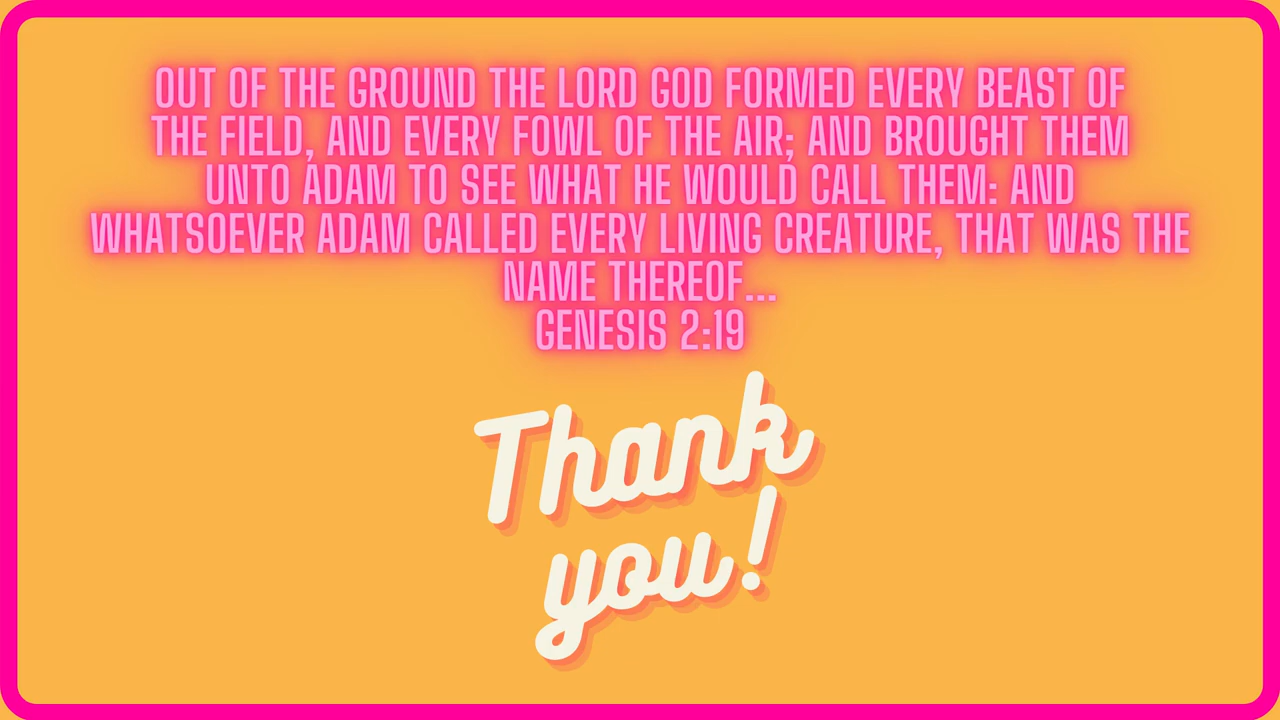 OUT OF THE GROUND THE LORD GOD FORMED EVERY BEAST OF
THE FIELD, AND EVERY FOWL OF THE AIR; AND BROUGHT THEM
UNTO ADAM TO SEE WHAT HE WOULD CALL THEM: AND
WHATSOEVER ADAM CALLED EVERY LIVING CREATURE, THAT WAS THE
NAME THEREOF...
GENESIS 2:19
Thank
you!